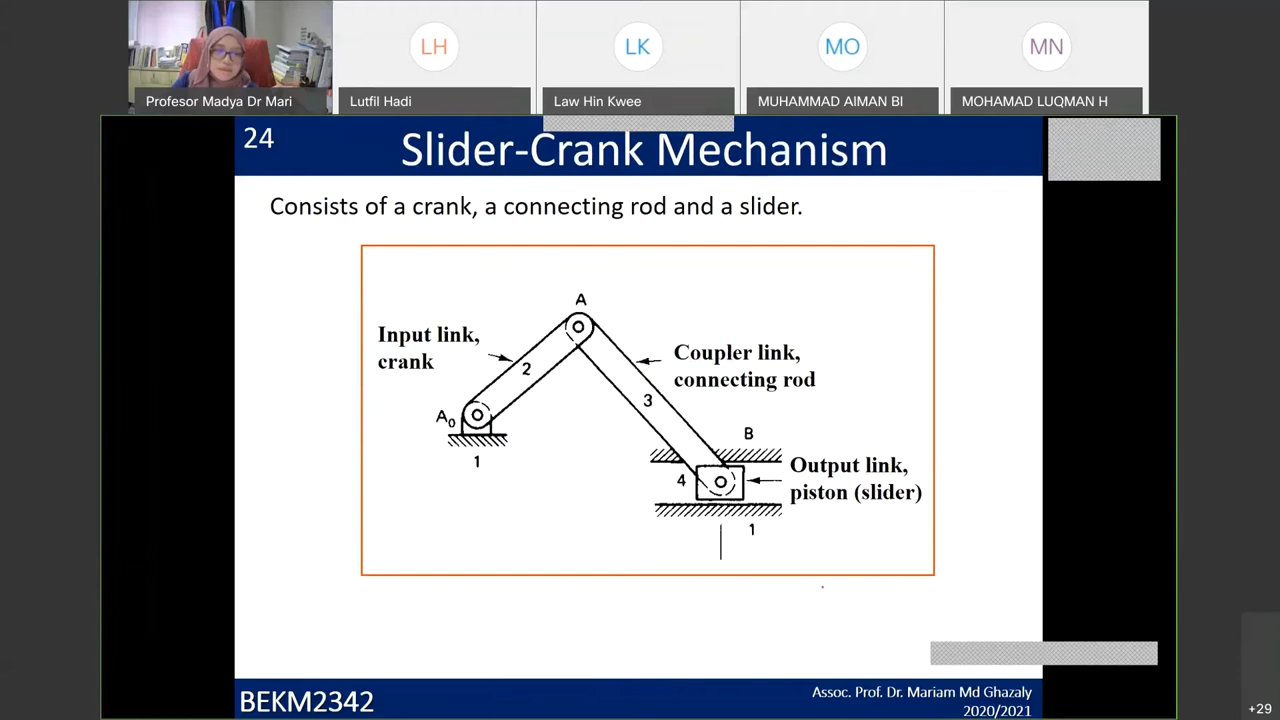 LH
LK
MO
MN
Profesor Madya Dr Mari
Lutfil Hadi
Law Hin Kwee
MUHAMMAD AIMAN BI
MOHAMAD LUQMAN H
24
Slider-Crank Mechanism
Consists of a crank, a connecting rod and a slider.
A
Input link,
crank
2
Coupler link,
connecting rod
3
A₀
1
B
4
Output link,
piston (slider)
1
BEKM2342
Assoc. Prof. Dr. Mariam Md Ghazaly
2020/2021
+29